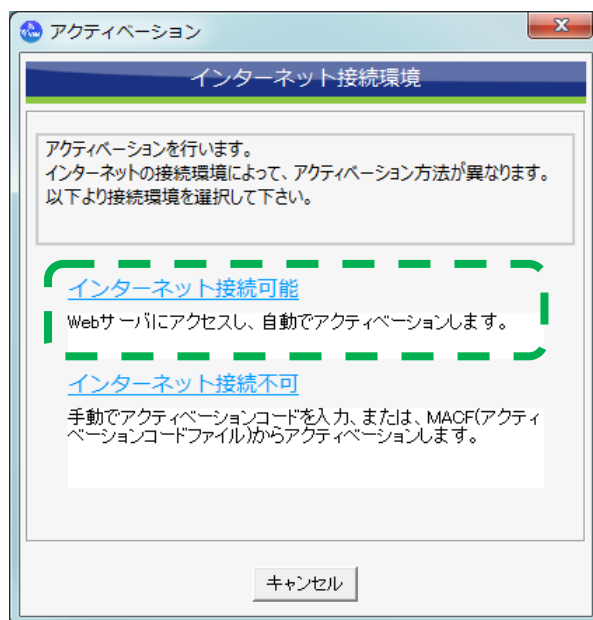 アクティベーション
インターネット接続環境
アクティベーションを行います。
インターネットの接続環境によって、アクティベーション方法が異なります。
以下より接続環境を選択して下さい。
インターネット接続可能
Webサーバにアクセスし、自動でアクティベーションします。
インターネット接続不可
手動でアクティベーションコードを入力、または、MACF(アクティ
ベーションコードファイル)からアクティベーションします。
キャンセル